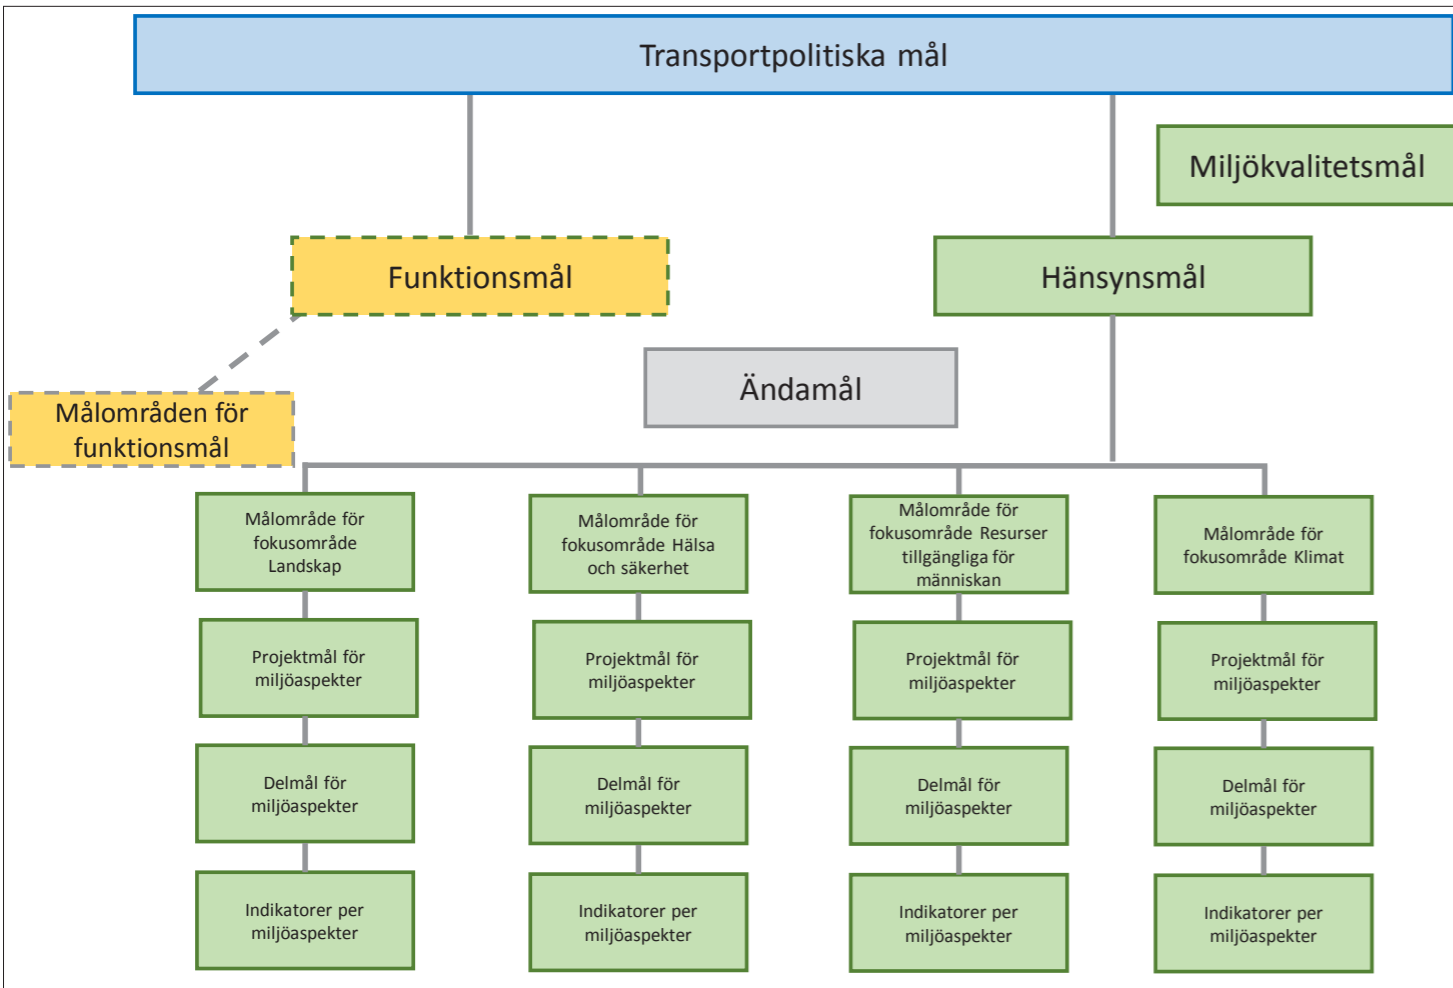 Transportpolitiska mål
Miljökvalitetsmål
Funktionsmål
Hänsynsmål
Ändamål
Målområden för
funktionsmål
Målområde för
fokusområde
Landskap
Målområde för
fokusområde Hälsa
och säkerhet
Målområde för
fokusområde Resurser
tillgängliga för
människan
Målområde för
fokusområde Klimat
Projektmål för
miljöaspekter
Projektmål för
miljöaspekter
Projektmål för
miljöaspekter
Projektmål för
miljöaspekter
Delmål för
miljöaspekter
Delmål för
miljöaspekter
Delmål för
miljöaspekter
Delmål för
miljöaspekter
Indikatorer per
miljöaspekter
Indikatorer per
miljöaspekter
Indikatorer per
miljöaspekter
Indikatorer per
miljöaspekter